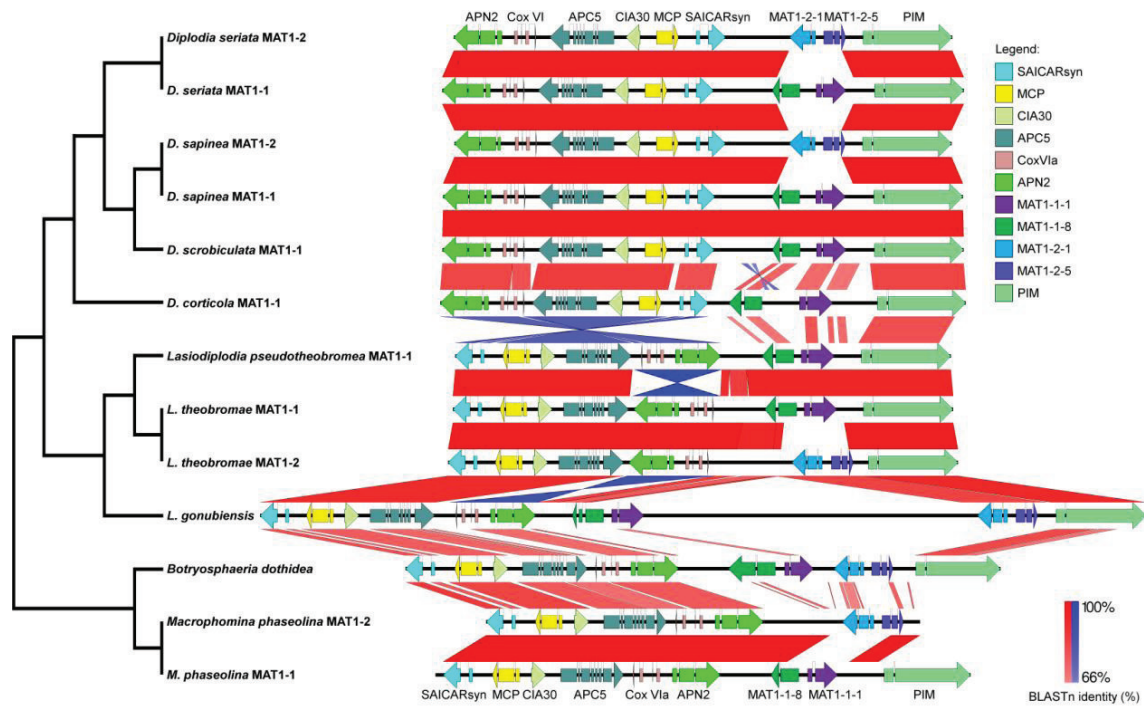 APN2 Cox VI APC5 CIA30 MCP SAICARsyn MAT1-2-1 MAT1-2-5 PIM
Diplodia seriata MAT1-2
Legend:
SAICARsyn
MCP
CIA30
APC5
CoxVIa
APN2
MAT1-1-1
MAT1-1-8
MAT1-2-1
MAT1-2-5
PIM
D. seriata MAT1-1
D. sapinea MAT1-2
D. sapinea MAT1-1
D. scrobiculata MAT1-1
D. corticola MAT1-1
Lasiodiplodia pseudotheobromea MAT1-1
L. theobromae MAT1-1
L. theobromae MAT1-2
L. gonubiensis
Botryosphaeria dothidea
Macrophomina phaseolina MAT1-2
M. phaseolina MAT1-1
SAICARsyn MCP CIA30 APC5 Cox VIa APN2 MAT1-1-8 MAT1-1-1 PIM
100%
66%
BLASTn identity (%)